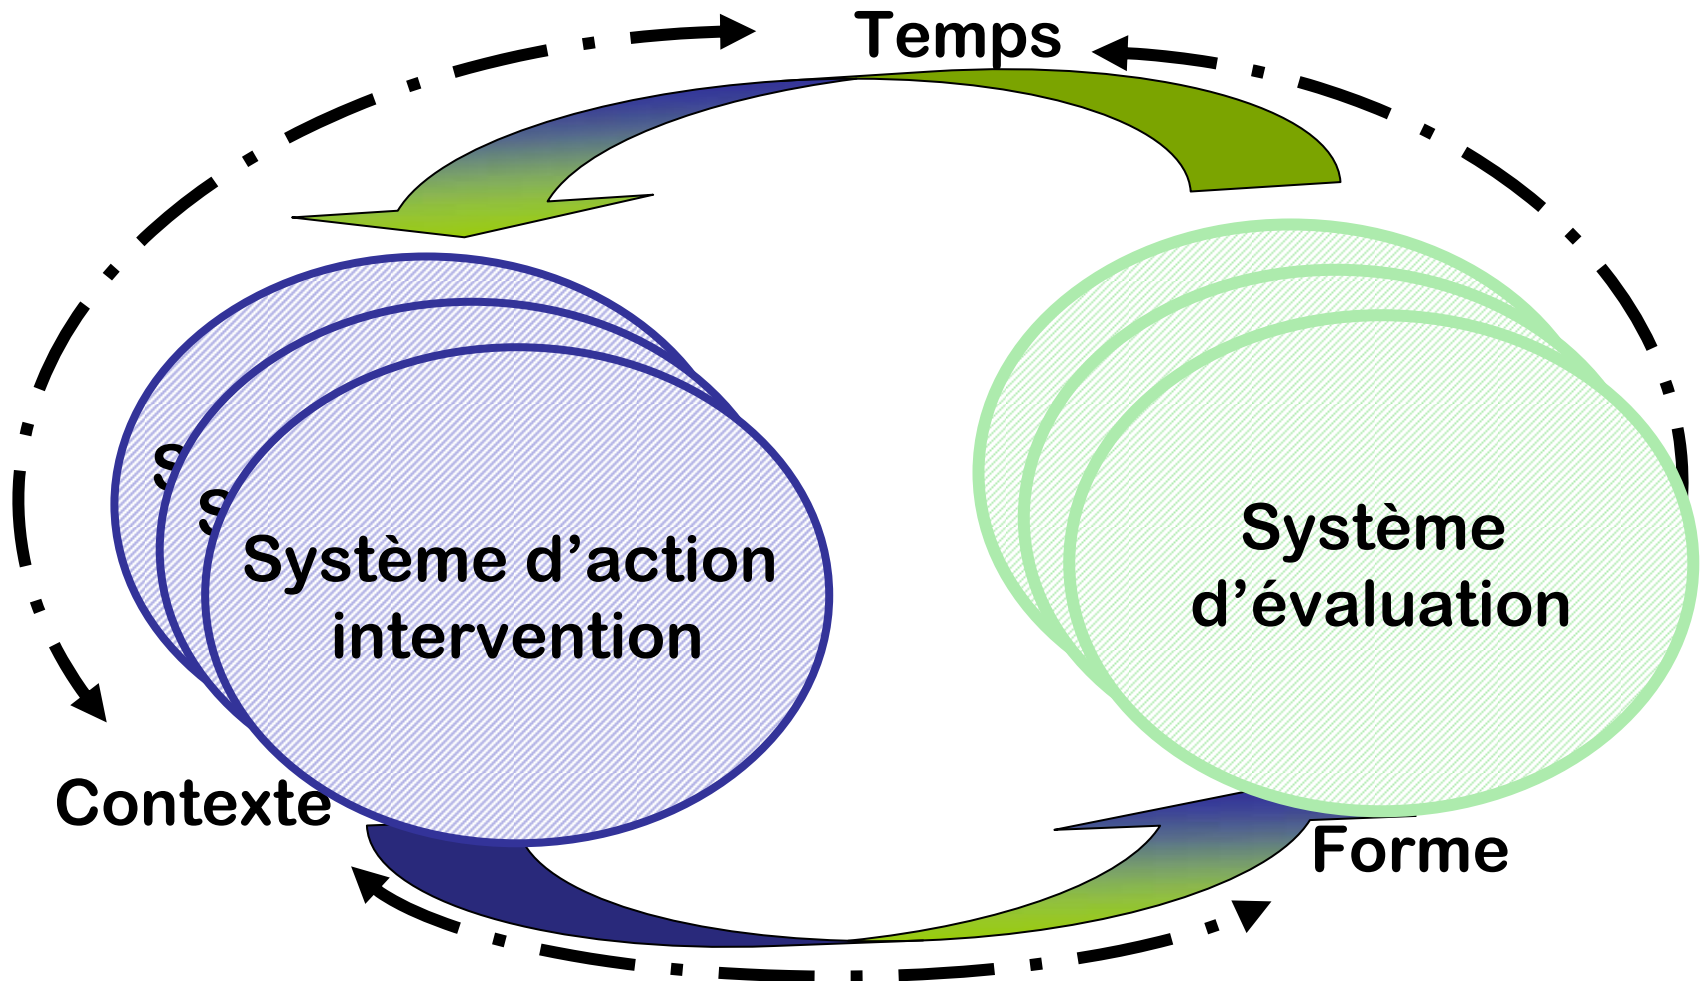 Temps
Système d’action
intervention
Système
d’évaluation
Contexte
Forme